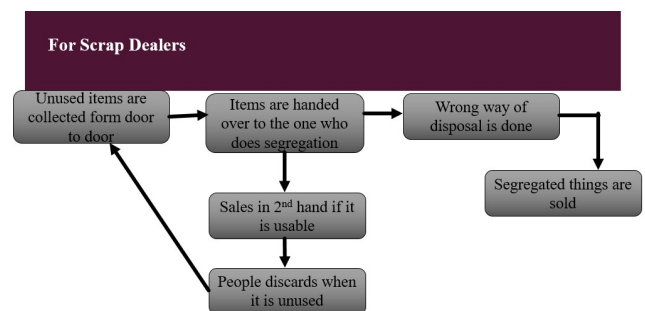 For Scrap Dealers
Unused items are
collected form door
to door
Items are handed
over to the one who
does segregation
Wrong way of
disposal is done
Segregated things are
sold
Sales in 2nd hand if it
is usable
People discards when
it is unused